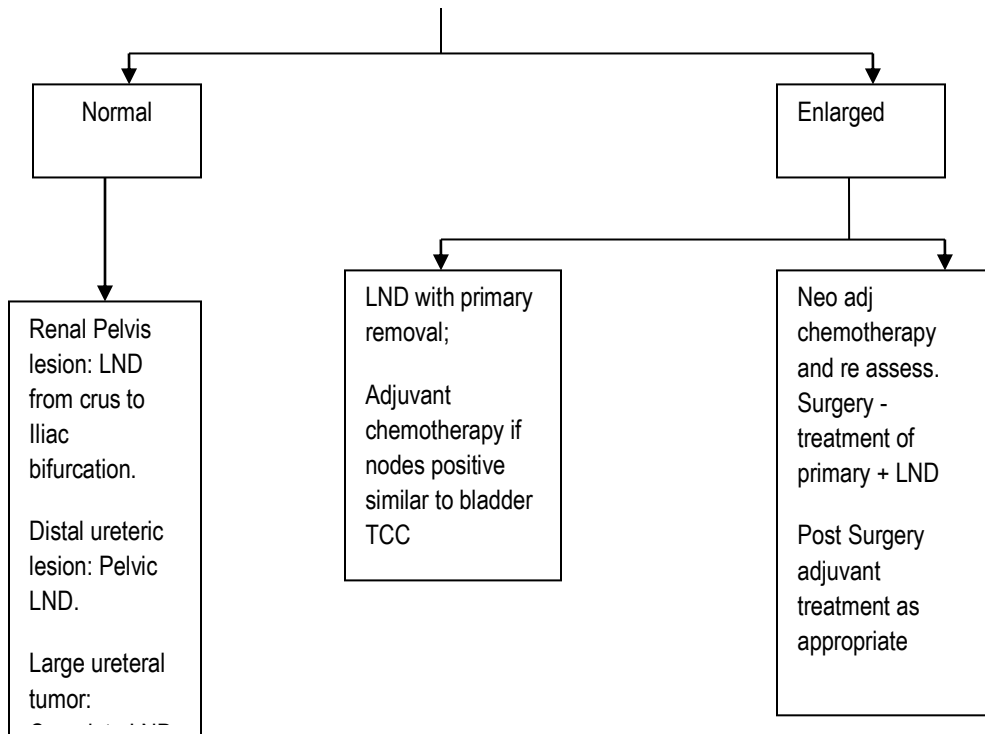 Normal
Enlarged
Renal Pelvis
lesion: LND
from crus to
Iliac
bifurcation.
Distal ureteric
lesion: Pelvic
LND.
Large ureteral
tumor:
LND with primary
removal;
Adjuvant
chemotherapy if
nodes positive
similar to bladder
TCC
Neo adj
chemotherapy
and re assess.
Surgery -
treatment of
primary + LND
Post Surgery
adjuvant
treatment as
appropriate